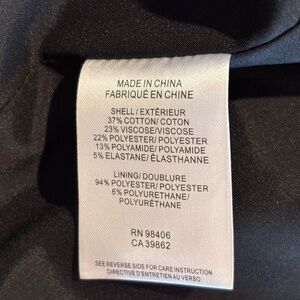 MADE IN CHINA
FABRIQUÉ EN CHINE
SHELL/EXTÉRIEUR
37% COTTON/COTON
23% VISCOSE/VISCOSE
22% POLYESTER/POLYESTER
13% POLYAMIDE/POLYAMIDE
5% ELASTANE/ÉLASTHANNE
LINING/DOUBLURE
94% POLYESTER/POLYESTER
6% POLYURETHANE/
POLYURÉTHANE
RN 98406
CA 39862
SEE REVERSE SIDE FOR CARE INSTRUCTION
DIRECTIVE D'ENTRETIEN AU VERSO